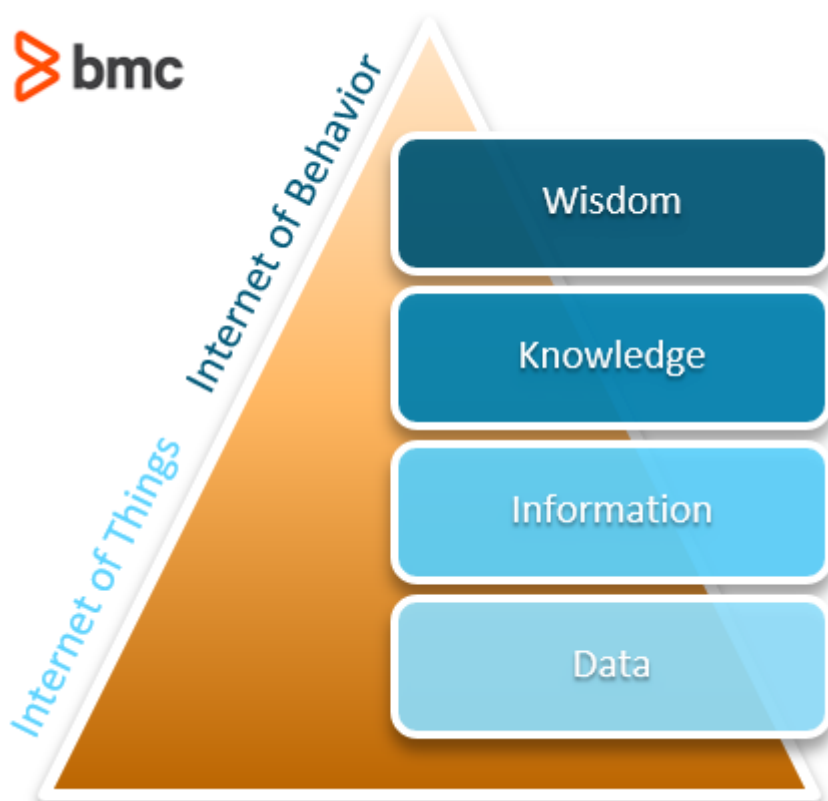 bmc
Internet of Behavior
Internet of Things
Wisdom
Knowledge
Information
Data